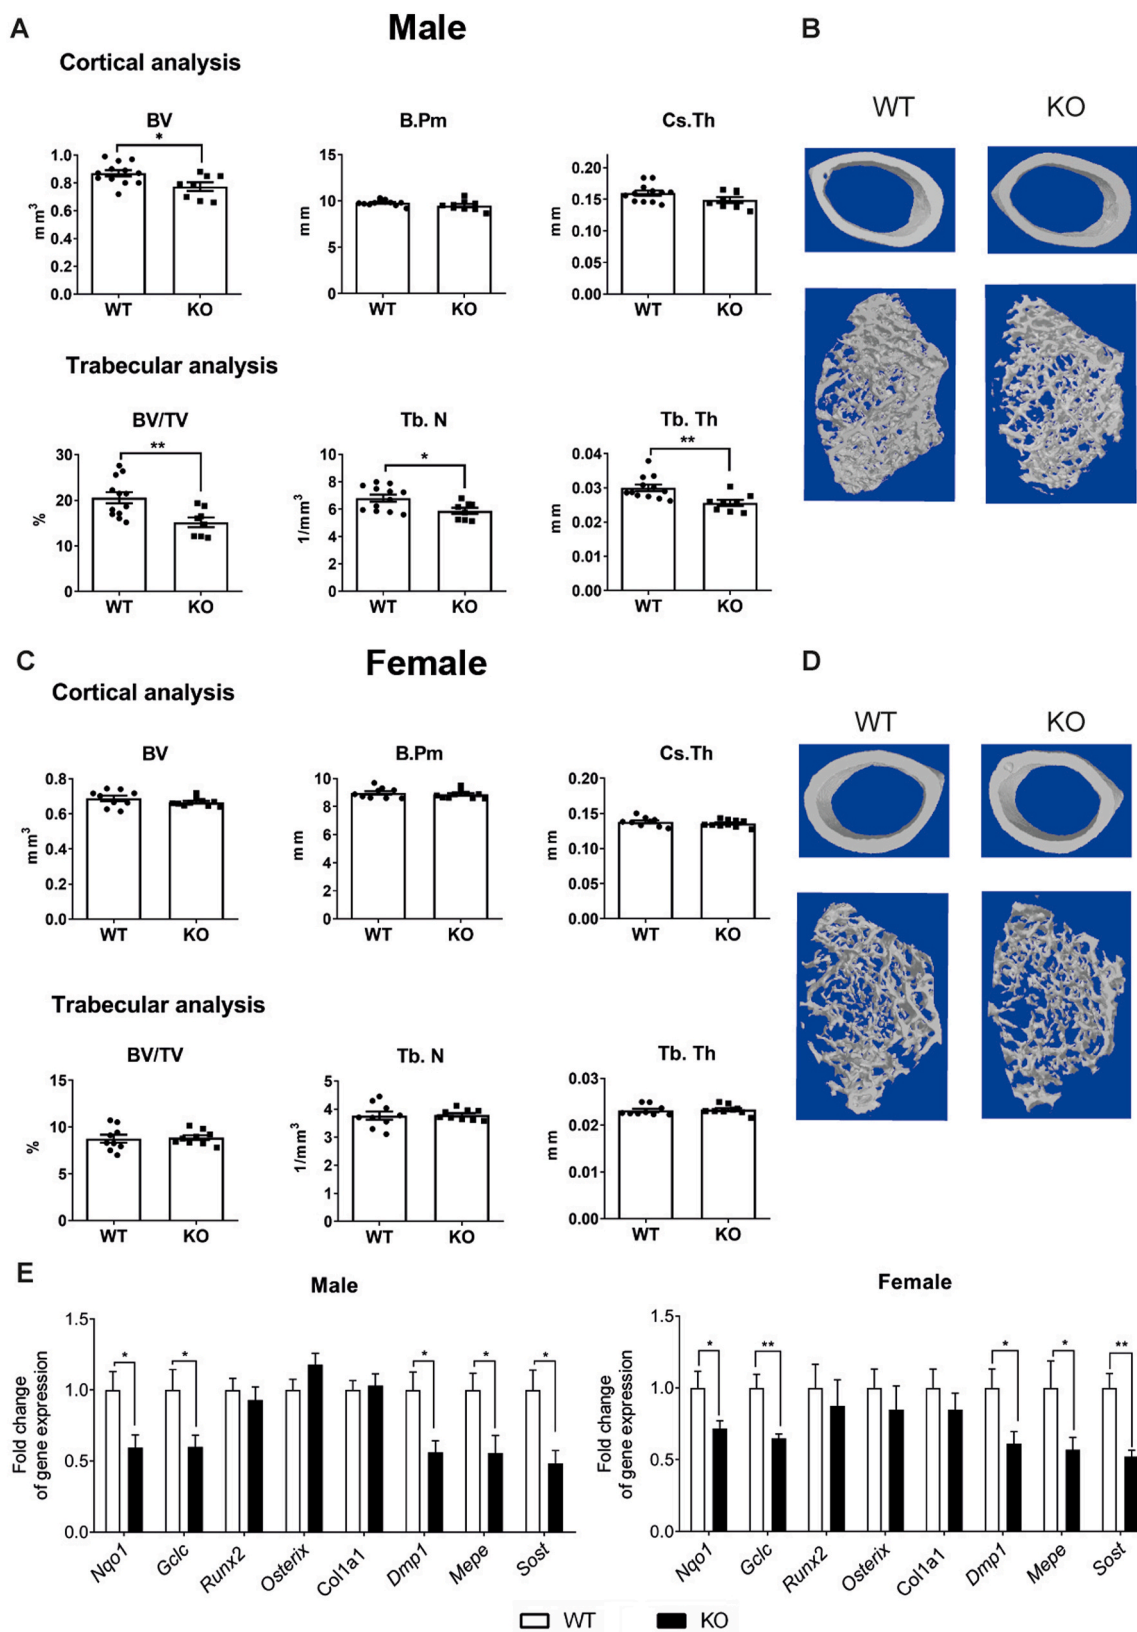 A
Male
B
Cortical analysis
WT KO
BV
B.Pm
Cs.Th
*
mm³
1.0
0.8
0.6
0.4
0.2
0.0
WT KO
mm
15
10
5
0
WT KO
mm
0.20
0.15
0.10
0.05
0.00
WT KO
Trabecular analysis
BV/TV
Tb. N
Tb. Th
**
%
30
20
10
0
WT KO
*
1/mm³
10
8
6
4
2
0
WT KO
**
mm
0.04
0.03
0.02
0.01
0.00
WT KO
C
Female
D
Cortical analysis
WT KO
BV
B.Pm
Cs.Th
mm³
0.8
0.6
0.4
0.2
0.0
WT KO
mm
10
8
6
4
2
0
WT KO
mm
0.20
0.15
0.10
0.05
0.00
WT KO
Trabecular analysis
BV/TV
Tb. N
Tb. Th
%
15
10
5
0
WT KO
1/mm³
5
4
3
2
1
0
WT KO
mm
0.03
0.02
0.01
0.00
WT KO
E
Male
Fold change
of gene expression
1.5
1.0
0.5
0.0
* * * * *
Nqo1 Gclc Runx2 Osterix Col1a1 Dmp1 Mepe Sost
Female
Fold change
of gene expression
1.5
1.0
0.5
0.0
* ** * * **
Nqo1 Gclc Runx2 Osterix Col1a1 Dmp1 Mepe Sost
WT KO